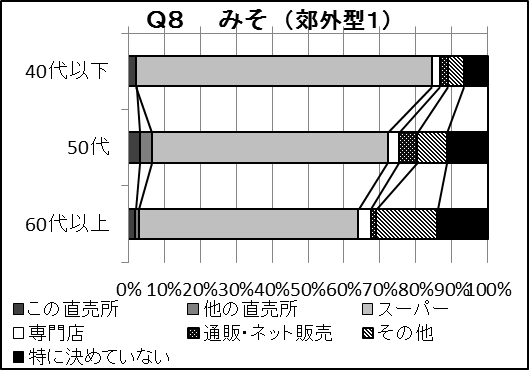 Q8 みそ（郊外型1）
40代以下
50代
60代以上
0% 10% 20% 30% 40% 50% 60% 70% 80% 90% 100%
この直売所 他の直売所 スーパー
専門店 通販・ネット販売 その他
特に決めていない